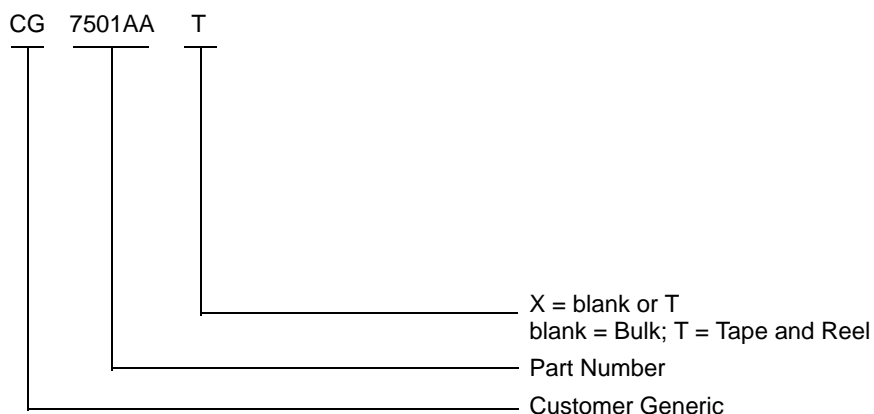 CG 7501AA T
X = blank or T
blank = Bulk; T = Tape and Reel
Part Number
Customer Generic